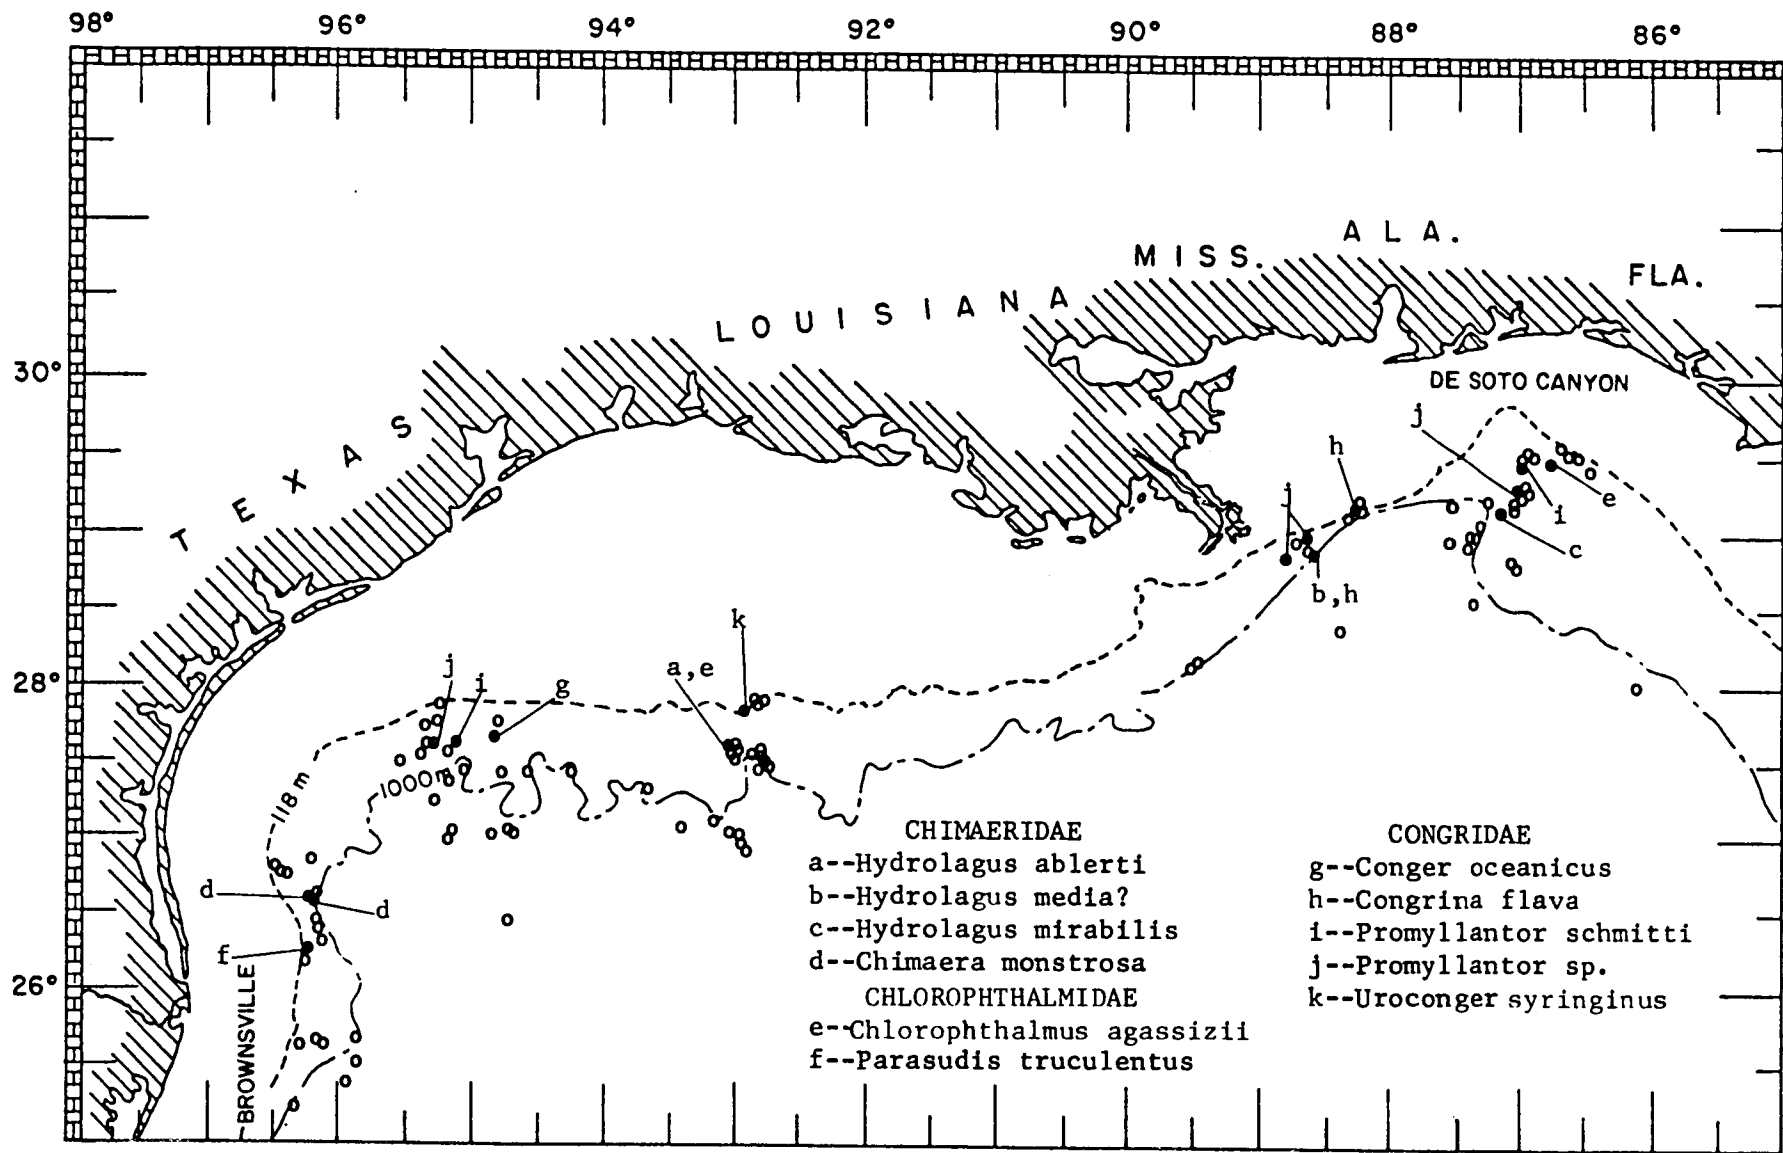 98° 96° 94° 92° 90° 88° 86°
ALA.
MISS.
FLA.
LOUISIANA
30°
DE SOTO CANYON
TEXAS
j
h
j
e
i
c
b,h
k
a,e
j
i
g
28°
118 m
1000m
d
d
f
26°
BROWNSVILLE
CHIMAERIDAE
a--Hydrolagus ablerti
b--Hydrolagus media?
c--Hydrolagus mirabilis
d--Chimaera monstrosa
CHLOROPHTHALMIDAE
e--Chlorophthalmus agassizii
f--Parasudis truculentus
CONGRIDAE
g--Conger oceanicus
h--Congrina flava
i--Promyllantor schmitti
j--Promyllantor sp.
k--Uroconger syringinus